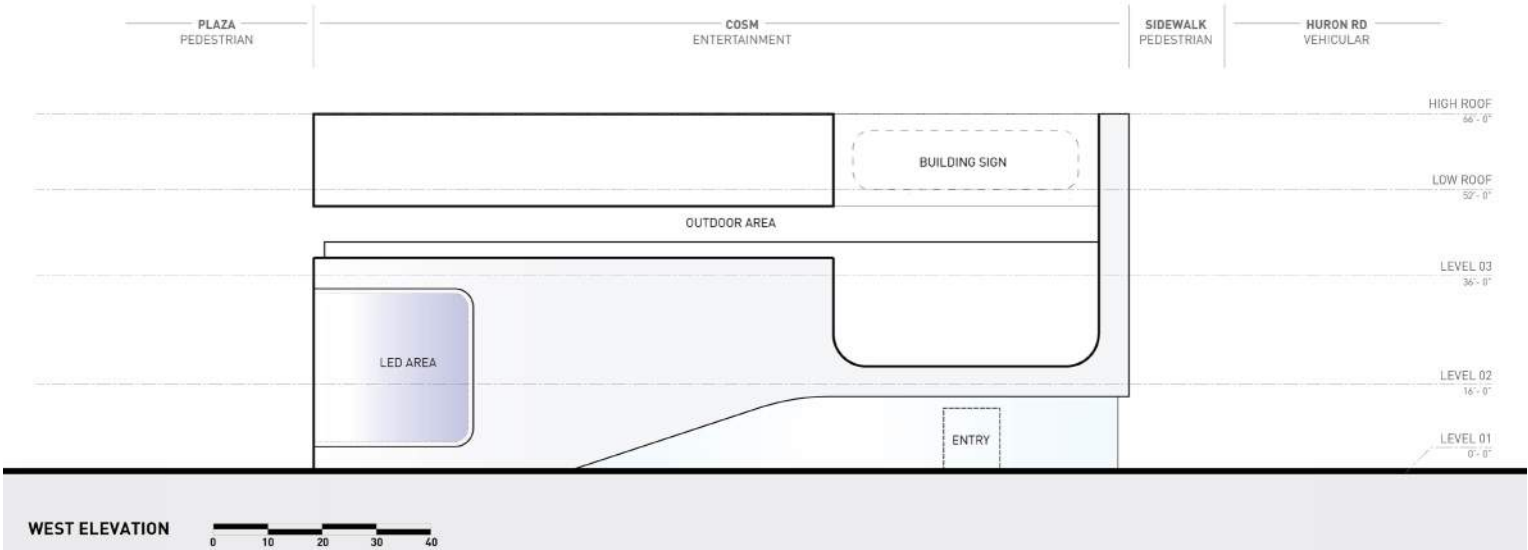 PLAZA
PEDESTRIAN
COSM
ENTERTAINMENT
SIDEWALK
PEDESTRIAN
HURON RD
VEHICULAR
HIGH ROOF
66'- 0"
BUILDING SIGN
LOW ROOF
52'- 0"
OUTDOOR AREA
LEVEL 03
36'- 0"
LED AREA
LEVEL 02
16'- 0"
ENTRY
LEVEL 01
0'- 0"
WEST ELEVATION
0 10 20 30 40